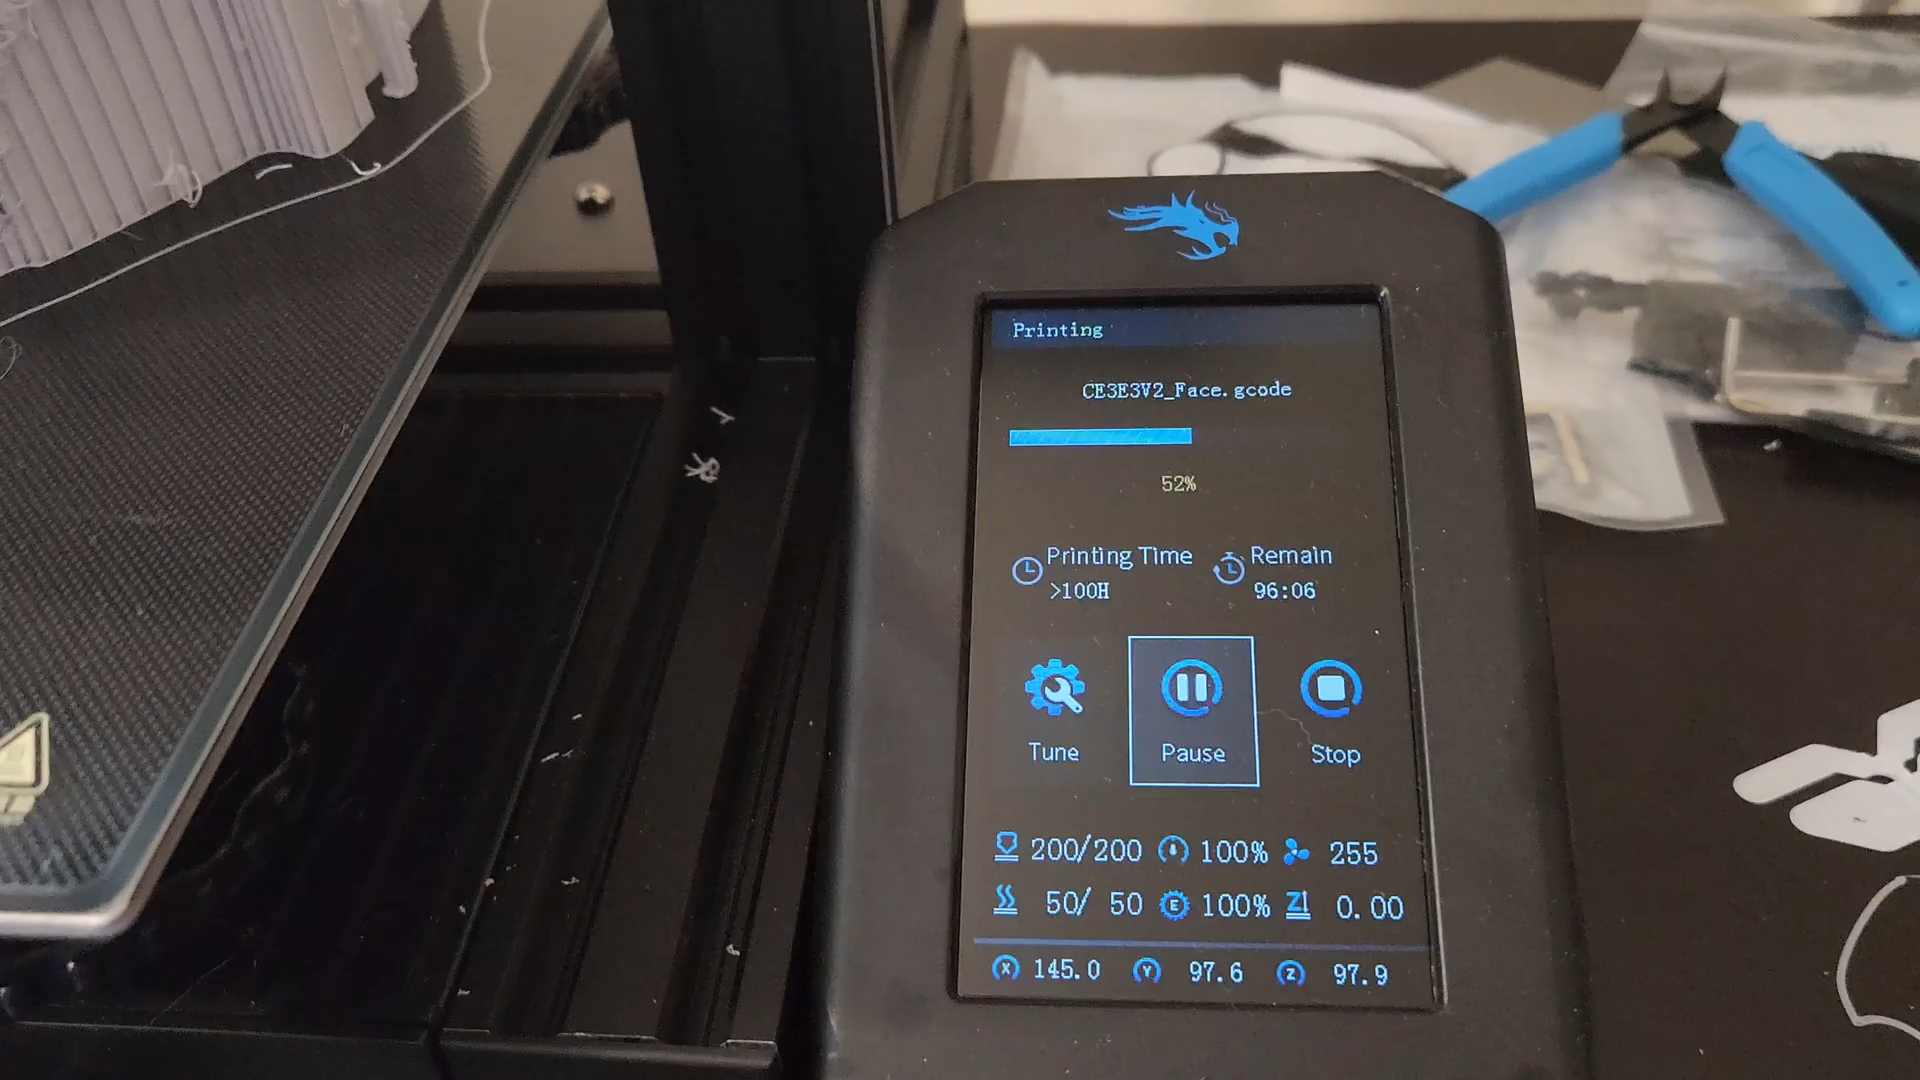 Printing
CE3E3V2_Face.gcode
52%
Printing Time
>100H
Remain
96:06
Tune
Pause
Stop
200/200 100% 255
50/ 50 E 100% Z 0.00
X 145.0 Y 97.6 Z 97.9